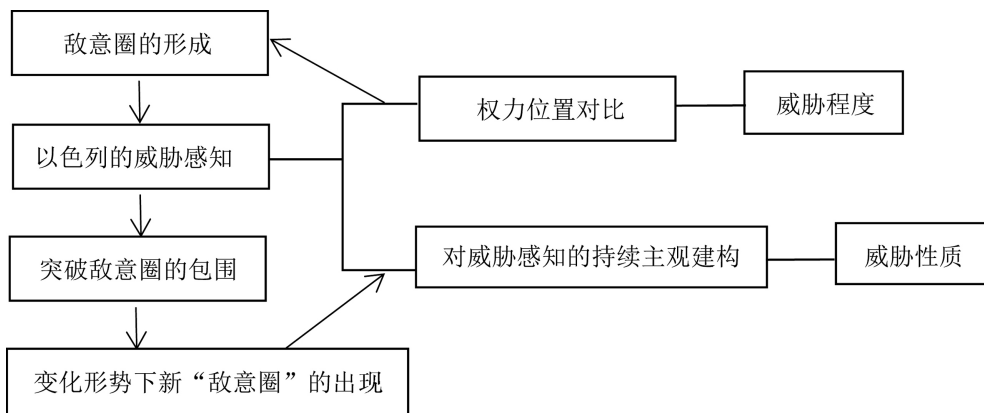 敌意圈的形成
权力位置对比
威胁程度
以色列的威胁感知
对威胁感知的持续主观建构
威胁性质
突破敌意圈的包围
变化形势下新“敌意圈”的出现